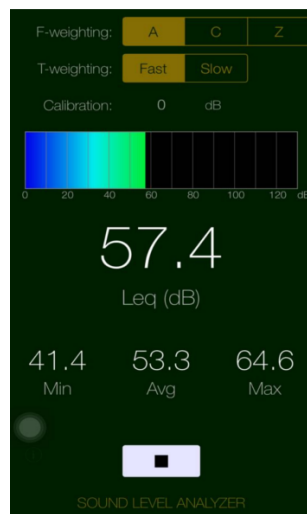 F-weighting: A C Z
T-weighting: Fast Slow
Calibration: 0 dB
0 20 40 60 80 100 120 dB
57.4
Leq (dB)
41.4 53.3 64.6
Min Avg Max
SOUND LEVEL ANALYZER